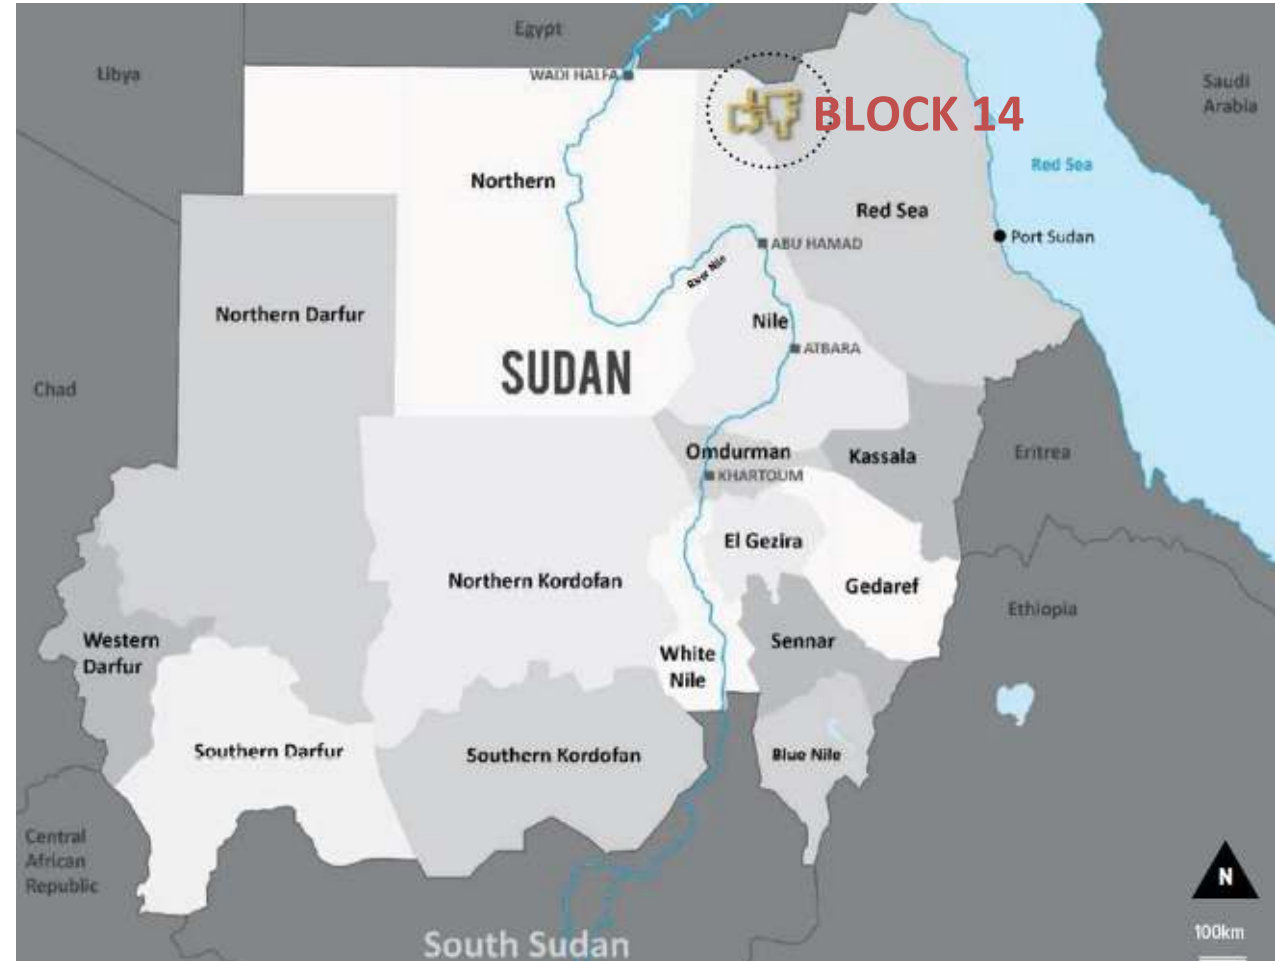 Egypt
Libya
WADI HALFA
Saudi
Arabia
BLOCK 14
Red Sea
Northern
Red Sea
Port Sudan
ABU HAMAD
River Nile
Northern Darfur
Nile
ATBARA
SUDAN
Chad
Omdurman
Kassala
Eritrea
KHARTOUM
El Gezira
Northern Kordofan
Gedaref
Ethiopia
Western
Darfur
Sennar
White
Nile
Southern Darfur
Southern Kordofan
Blue Nile
Central
African
Republic
N
100km
South Sudan